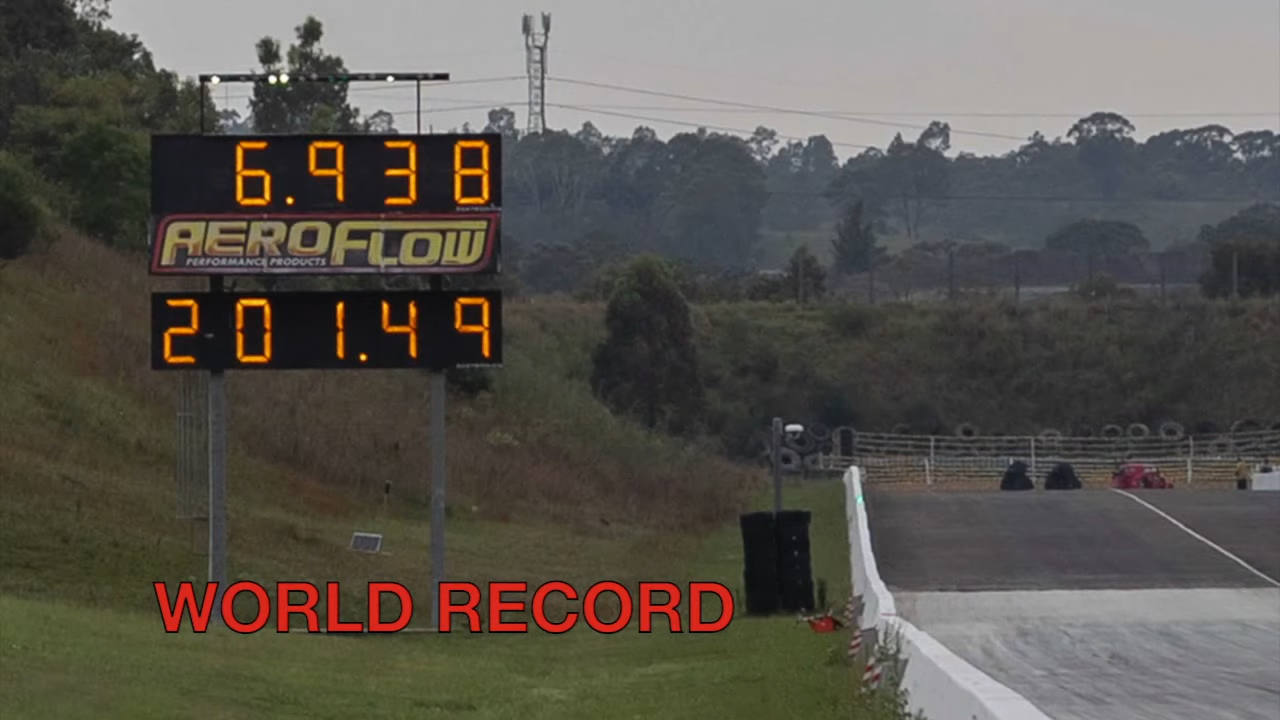 6.938
AEROFLOW
PERFORMANCE PRODUCTS
201.49
WORLD RECORD